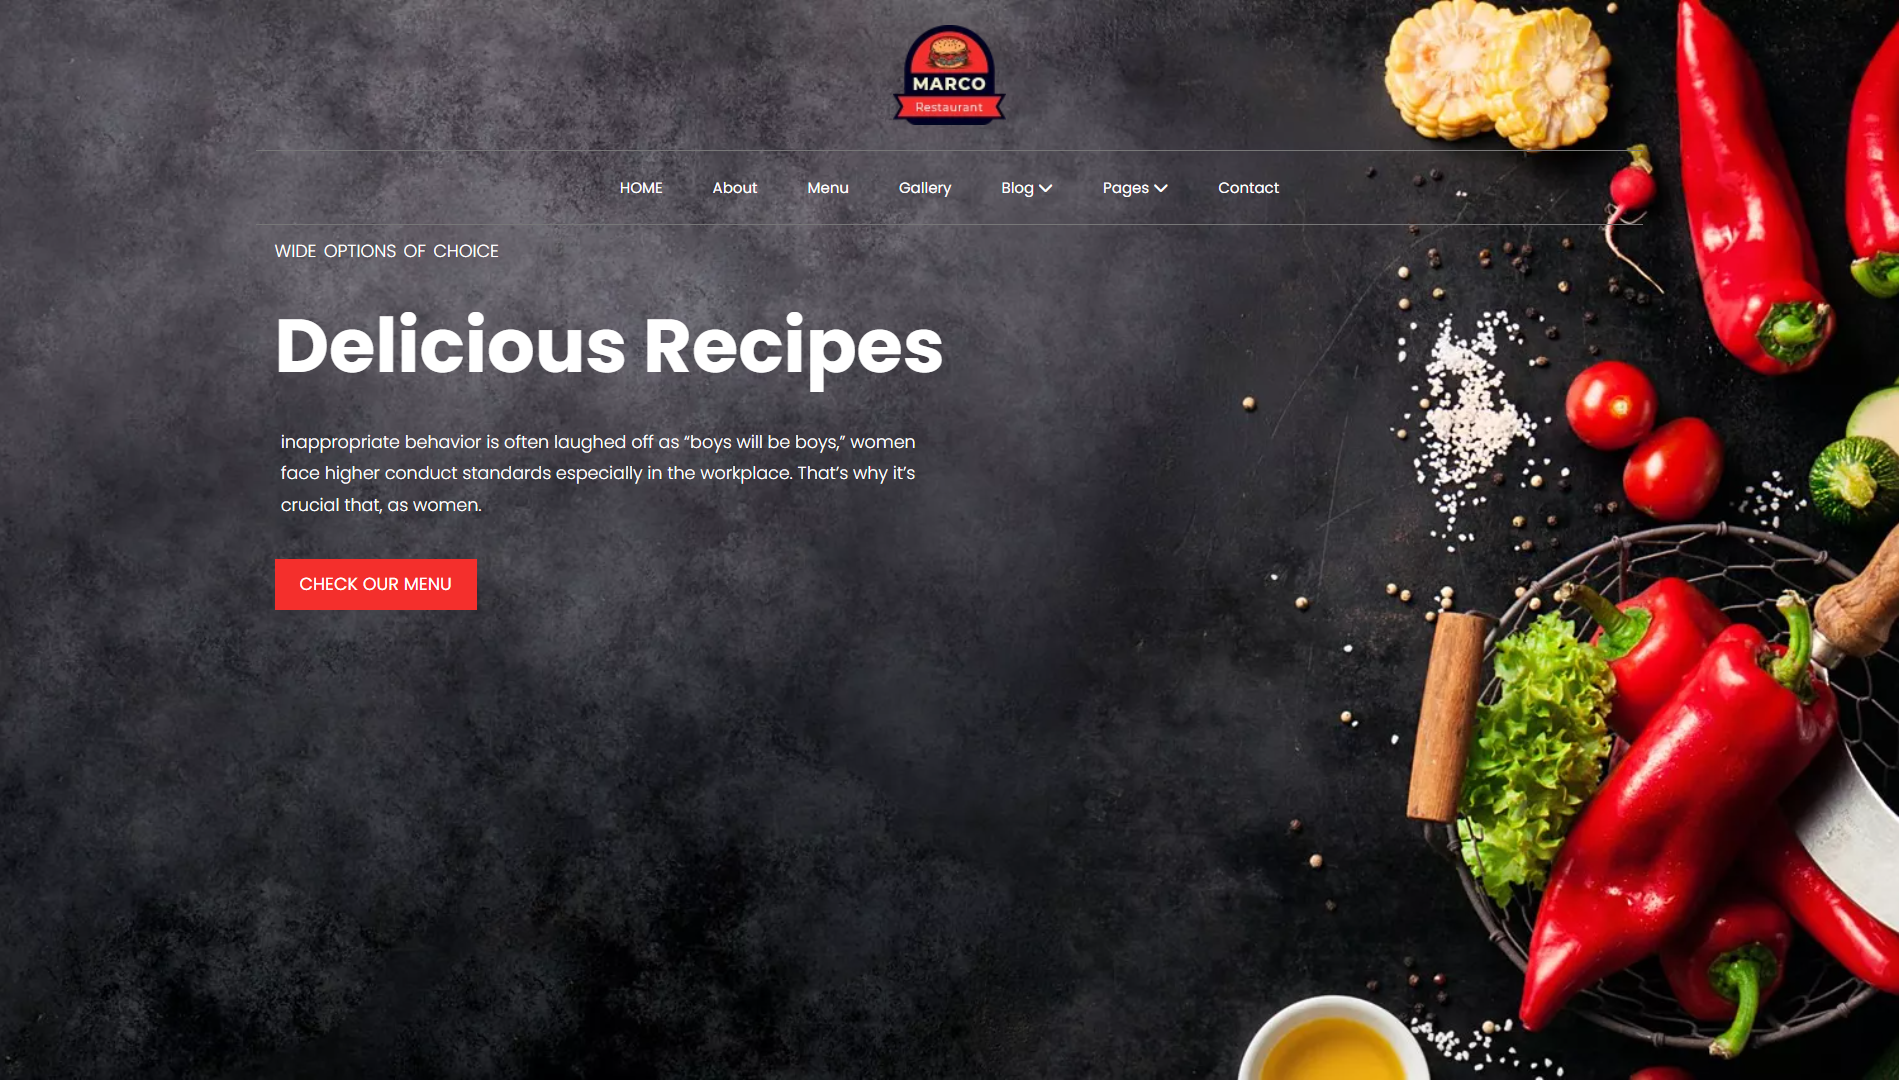 MARCO
Restaurant
HOME About Menu Gallery Blog Pages Contact
WIDE OPTIONS OF CHOICE
Delicious Recipes
inappropriate behavior is often laughed off as “boys will be boys,” women
face higher conduct standards especially in the workplace. That’s why it’s
crucial that, as women.
CHECK OUR MENU